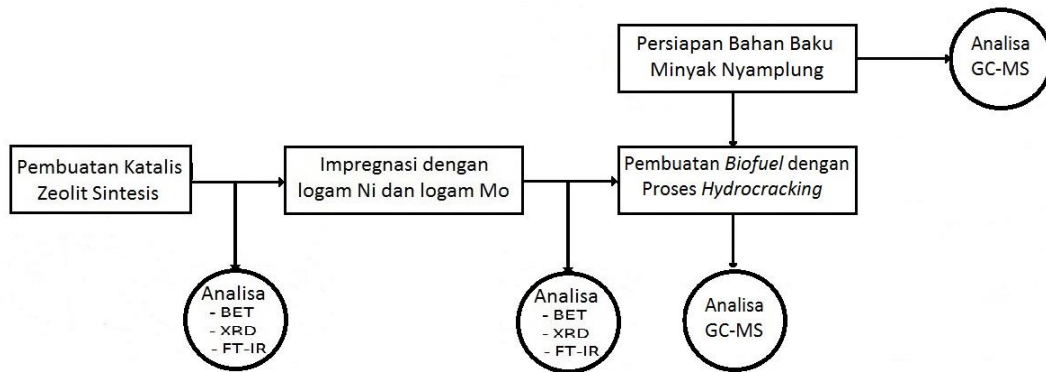 Persiapan Bahan Baku
Minyak Nyamplung
Analisa
GC-MS
Pembuatan Katalis
Zeolit Sintesis
Impregnasi dengan
logam Ni dan logam Mo
Pembuatan Biofuel dengan
Proses Hydrocracking
Analisa
- BET
- XRD
- FT-IR
Analisa
- BET
- XRD
- FT-IR
Analisa
GC-MS